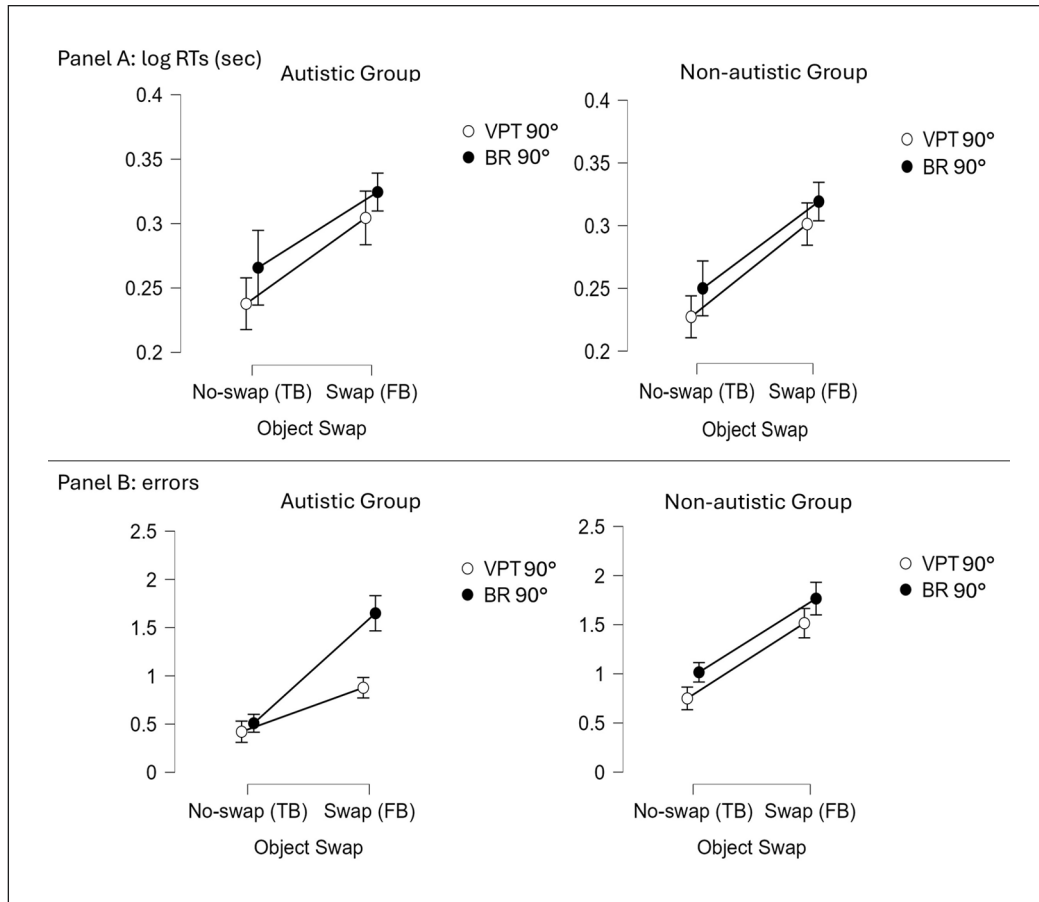 Panel A: log RTs (sec)
Autistic Group
0.4
0.35
0.3
0.25
0.2
VPT 90°
BR 90°
No-swap (TB) Swap (FB)
Object Swap
Non-autistic Group
0.4
0.35
0.3
0.25
0.2
VPT 90°
BR 90°
No-swap (TB) Swap (FB)
Object Swap
Panel B: errors
Autistic Group
2.5
2
1.5
1
0.5
0
VPT 90°
BR 90°
No-swap (TB) Swap (FB)
Object Swap
Non-autistic Group
2.5
2
1.5
1
0.5
0
VPT 90°
BR 90°
No-swap (TB) Swap (FB)
Object Swap